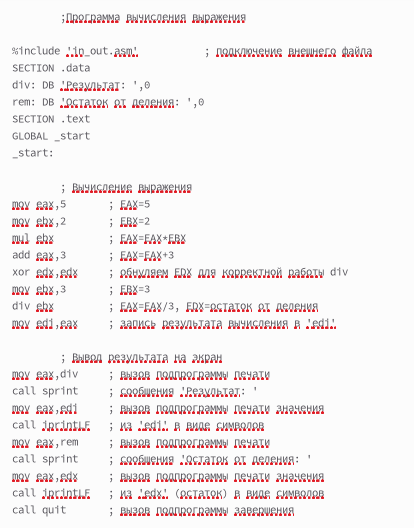 ;Программа вычисления выражения
%include 'in_out.asm' ; подключение внешнего файла
SECTION .data
div: DB 'Результат: ',0
rem: DB 'Остаток от деления: ',0
SECTION .text
GLOBAL _start
_start:
; Вычисление выражения
mov eax,5 ; EAX=5
mov ebx,2 ; EBX=2
mul ebx ; EAX=EAX*EBX
add eax,3 ; EAX=EAX+3
xor edx,edx ; обнуляем EDX для корректной работы div
mov ebx,3 ; EBX=3
div ebx ; EAX=EAX/3, EDX=остаток от деления
mov edi,eax ; запись результата вычисления в 'edi'
; Вывод результата на экран
mov eax,div ; вызов подпрограммы печати
call sprint ; сообщения 'Результат: '
mov eax,edi ; вызов подпрограммы печати значения
call iprintLF ; из 'edi' в виде символов
mov eax,rem ; вызов подпрограммы печати
call sprint ; сообщения 'Остаток от деления: '
mov eax,edx ; вызов подпрограммы печати значения
call iprintLF ; из 'edx' (остаток) в виде символов
call quit ; вызов подпрограммы завершения